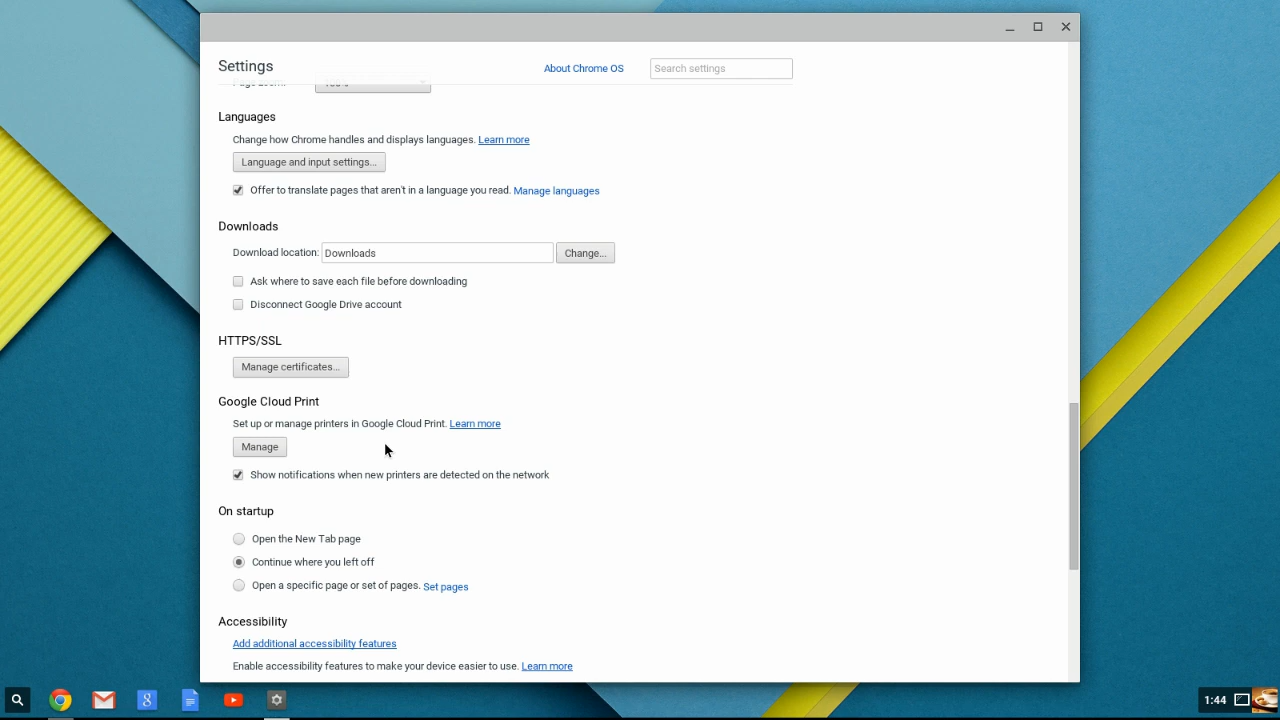 Settings
About Chrome OS
Search settings
Languages
Change how Chrome handles and displays languages. Learn more
Language and input settings...
Offer to translate pages that aren't in a language you read. Manage languages
Downloads
Download location: Downloads Change...
Ask where to save each file before downloading
Disconnect Google Drive account
HTTPS/SSL
Manage certificates...
Google Cloud Print
Set up or manage printers in Google Cloud Print. Learn more
Manage
Show notifications when new printers are detected on the network
On startup
Open the New Tab page
Continue where you left off
Open a specific page or set of pages. Set pages
Accessibility
Add additional accessibility features
Enable accessibility features to make your device easier to use. Learn more
8
1:44